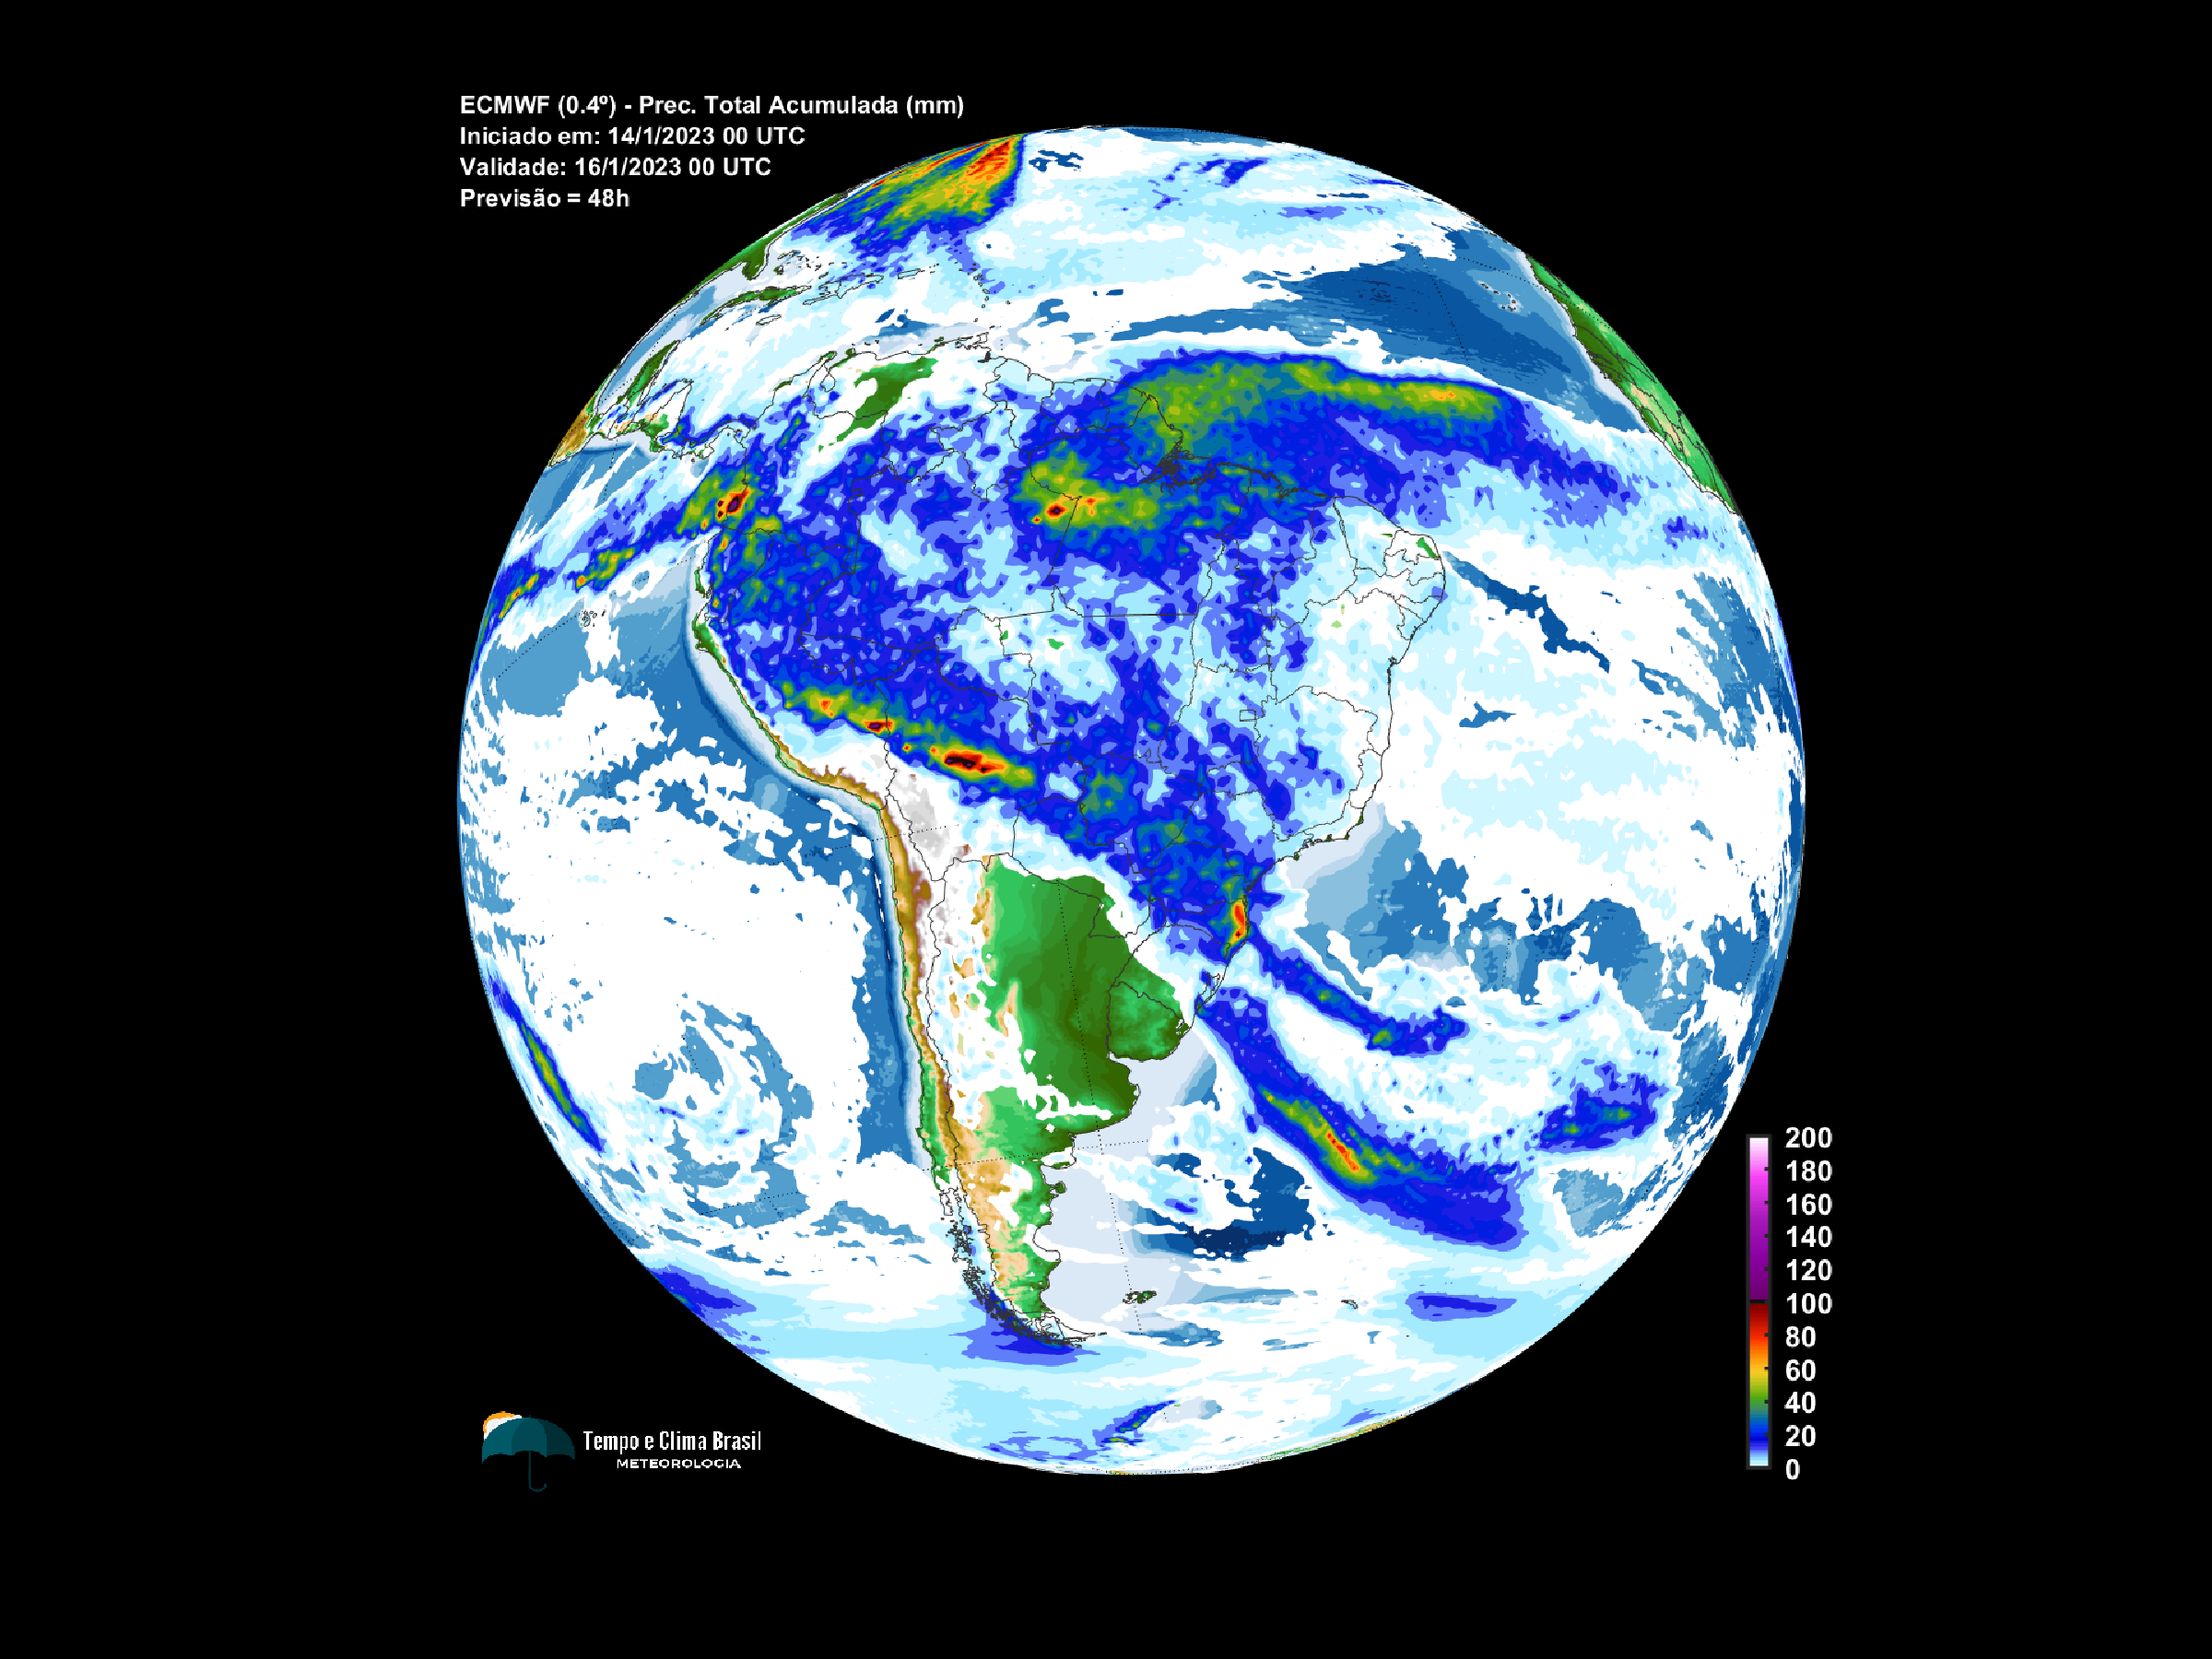 ECMWF (0.4º) - Prec. Total Acumulada (mm)
Iniciado em: 14/1/2023 00 UTC
Validade: 16/1/2023 00 UTC
Previsão = 48h
200
180
160
140
120
100
80
60
40
20
0
Tempo e Clima Brasil
METEOROLOGIA